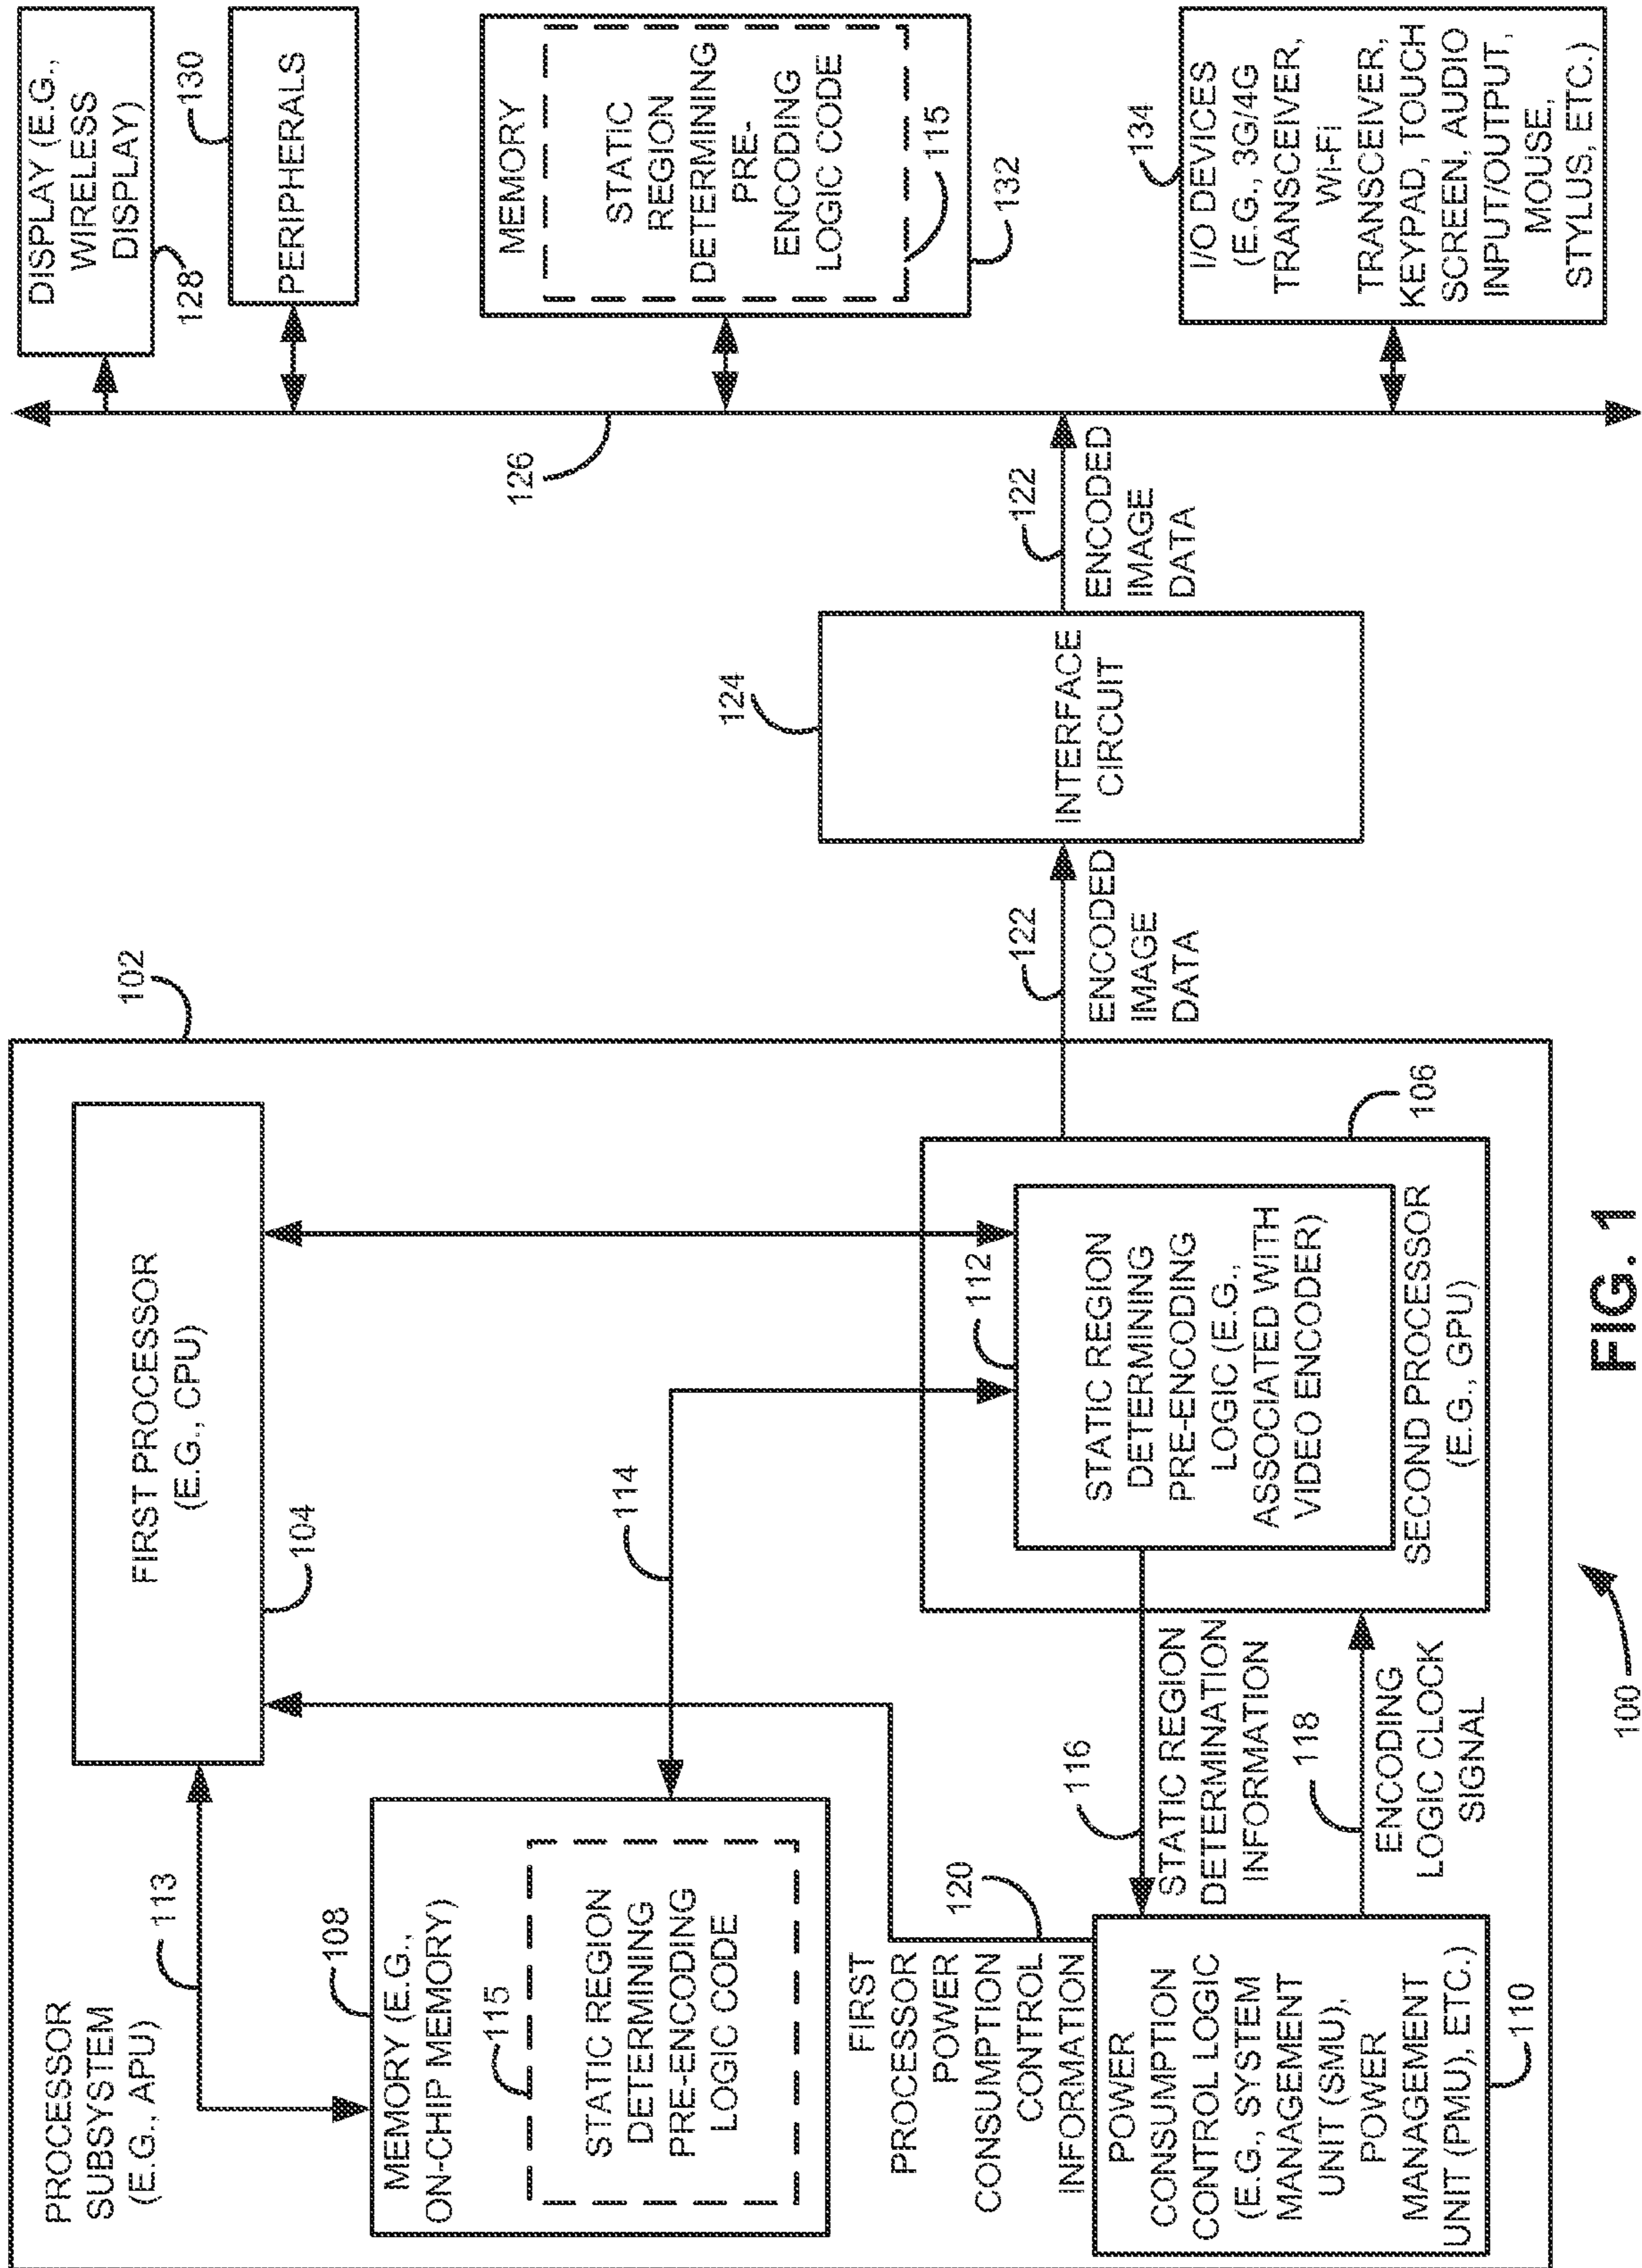 PROCESSOR
SUBSYSTEM
(E.G., APU)
113
FIRST PROCESSOR
(E.G., CPU)
104
102
MEMORY (E.G.,
ON-CHIP MEMORY)
108
115
STATIC REGION
DETERMINING
PRE-ENCODING
LOGIC CODE
114
112
STATIC REGION
DETERMINING
PRE-ENCODING
LOGIC (E.G.,
ASSOCIATED WITH
VIDEO ENCODER)
SECOND PROCESSOR
(E.G., GPU)
106
FIRST
PROCESSOR
POWER
CONSUMPTION
CONTROL
INFORMATION
120
116
STATIC REGION
DETERMINATION
INFORMATION
118
ENCODING
LOGIC CLOCK
SIGNAL
POWER
CONSUMPTION
CONTROL LOGIC
(E.G., SYSTEM
MANAGEMENT
UNIT (SMU),
POWER
MANAGEMENT
UNIT (PMU), ETC.)
110
122
ENCODED
IMAGE
DATA
124
INTERFACE
CIRCUIT
122
ENCODED
IMAGE
DATA
126
DISPLAY (E.G.,
WIRELESS
DISPLAY)
128
130
PERIPHERALS
MEMORY
STATIC
REGION
DETERMINING
PRE-
ENCODING
LOGIC CODE
115
132
134
I/O DEVICES
(E.G., 3G/4G
TRANSCEIVER,
Wi-Fi
TRANSCEIVER,
KEYPAD, TOUCH
SCREEN, AUDIO
INPUT/OUTPUT,
MOUSE,
STYLUS, ETC.)
100
FIG. 1